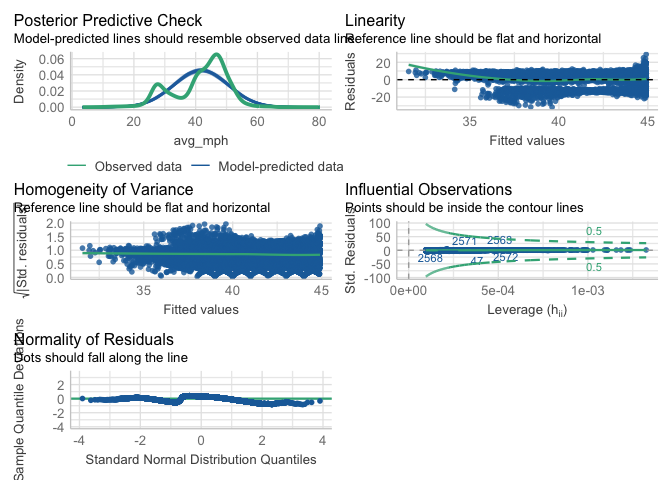 Posterior Predictive Check
Model-predicted lines should resemble observed data line
Density
0.06
0.04
0.02
0.00
0 20 40 60 80
avg_mph
Observed data Model-predicted data
Linearity
Reference line should be flat and horizontal
Residuals
20
0
-20
35 40 45
Fitted values
Homogeneity of Variance
Reference line should be flat and horizontal
√|Std. residuals|
2.0
1.5
1.0
0.5
0.0
35 40 45
Fitted values
Influential Observations
Points should be inside the contour lines
Std. Residuals
100
50
0
-50
-100
0.5
2571 2563
2568 47 2572
0.5
0e+00 5e-04 1e-03
Leverage (hii)
Normality of Residuals
Dots should fall along the line
Sample Quantile Deviations
2
0
-2
-4
-4 -2 0 2 4
Standard Normal Distribution Quantiles